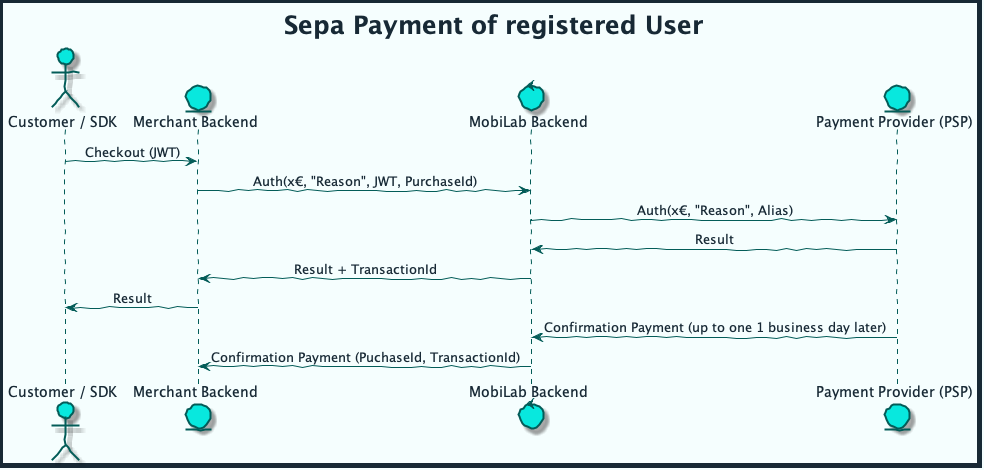 Sepa Payment of registered User
Customer / SDK
Merchant Backend
MobiLab Backend
Payment Provider (PSP)
Checkout (JWT)
Auth(x€, "Reason", JWT, PurchaseId)
Auth(x€, "Reason", Alias)
Result
Result + TransactionId
Result
Confirmation Payment (up to one 1 business day later)
Confirmation Payment (PuchaseId, TransactionId)
Customer / SDK
Merchant Backend
MobiLab Backend
Payment Provider (PSP)